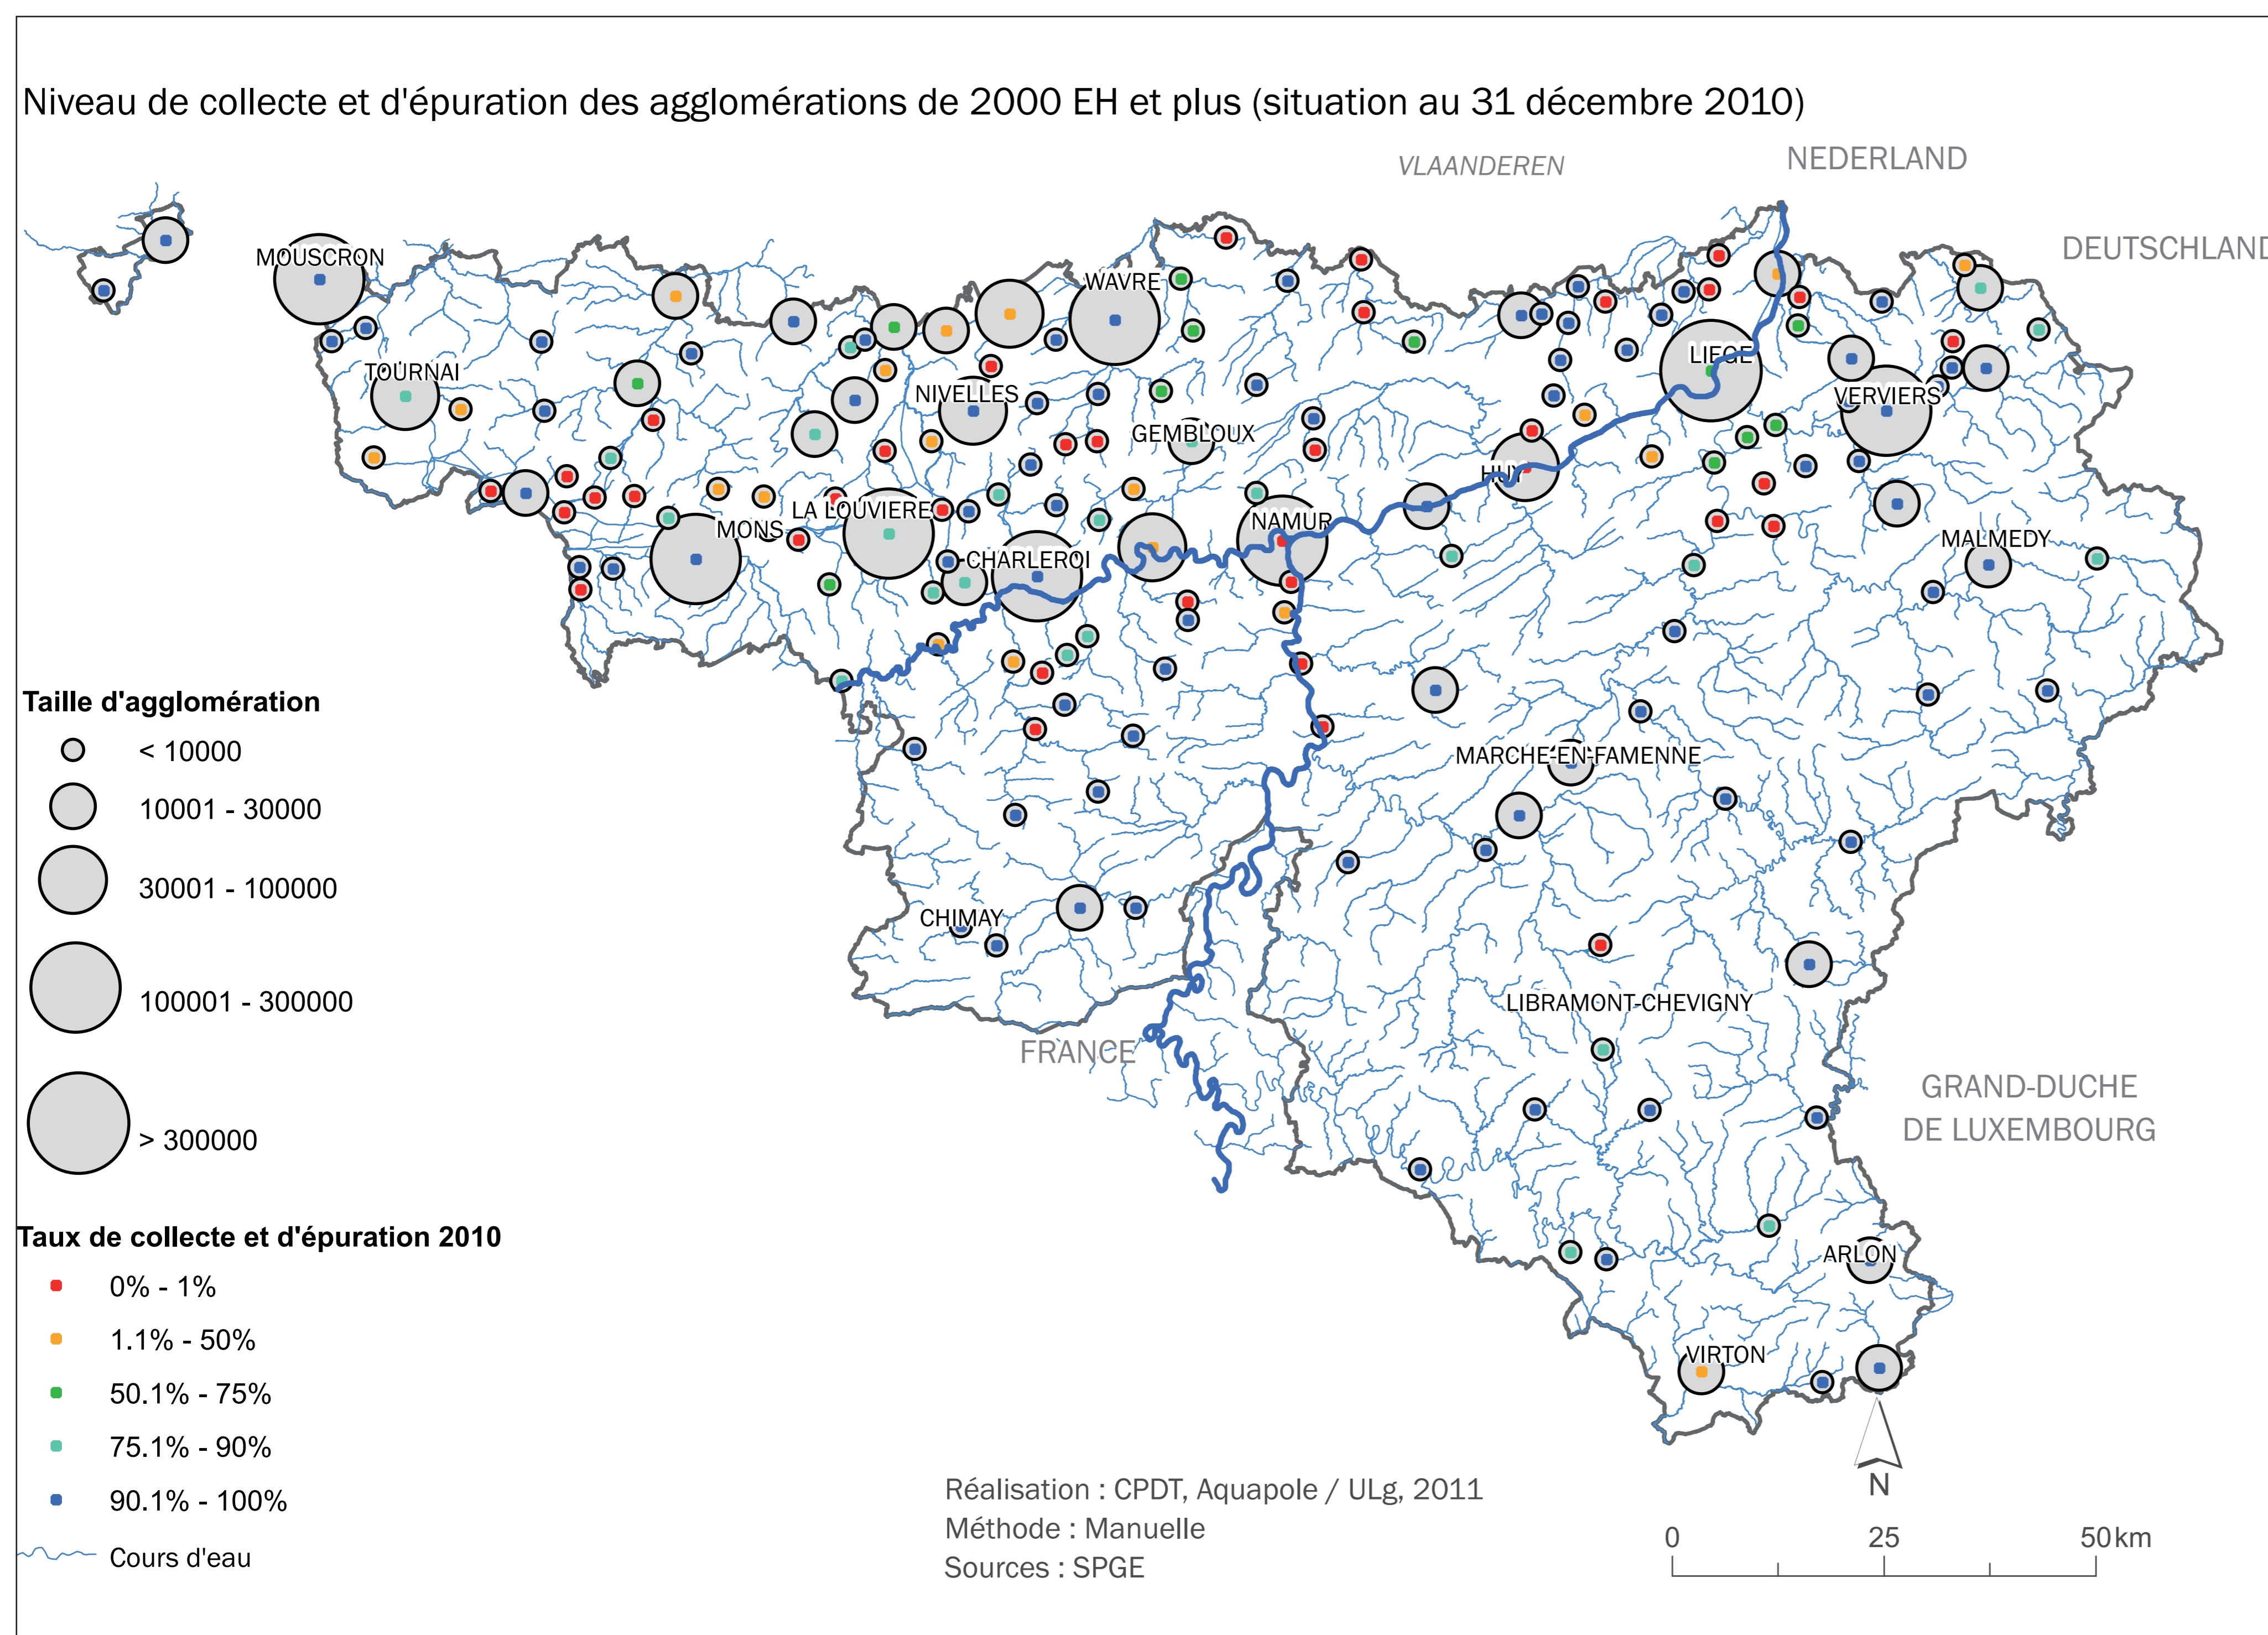 Niveau de collecte et d'épuration des agglomérations de 2000 EH et plus (situation au 31 décembre 2010)
VLAANDEREN
NEDERLAND
DEUTSCHLAND
MOUSCRON
WAVRE
TOURNAI
LIEGE
NIVELLES
VERVIERS
GEMBLOUX
HUY
LA LOUVIERE
MONS
NAMUR
CHARLEROI
MALMEDY
MARCHE-EN-FAMENNE
CHIMAY
LIBRAMONT-CHEVIGNY
FRANCE
GRAND-DUCHE
DE LUXEMBOURG
ARLON
VIRTON
Taille d'agglomération
< 10000
10001 - 30000
30001 - 100000
100001 - 300000
> 300000
Taux de collecte et d'épuration 2010
0% - 1%
1.1% - 50%
50.1% - 75%
75.1% - 90%
90.1% - 100%
Cours d'eau
Réalisation : CPDT, Aquapole / ULg, 2011
Méthode : Manuelle
Sources : SPGE
N
0 25 50 km